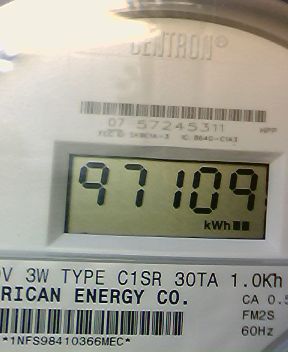 CENTRON®
07 57245311
HPP
97109
kWh
V 3W TYPE C1SR 30TA 1.0Kh
RICAN ENERGY CO.
CA 0.5
FM2S
60Hz
*1NFS98410366MEC*